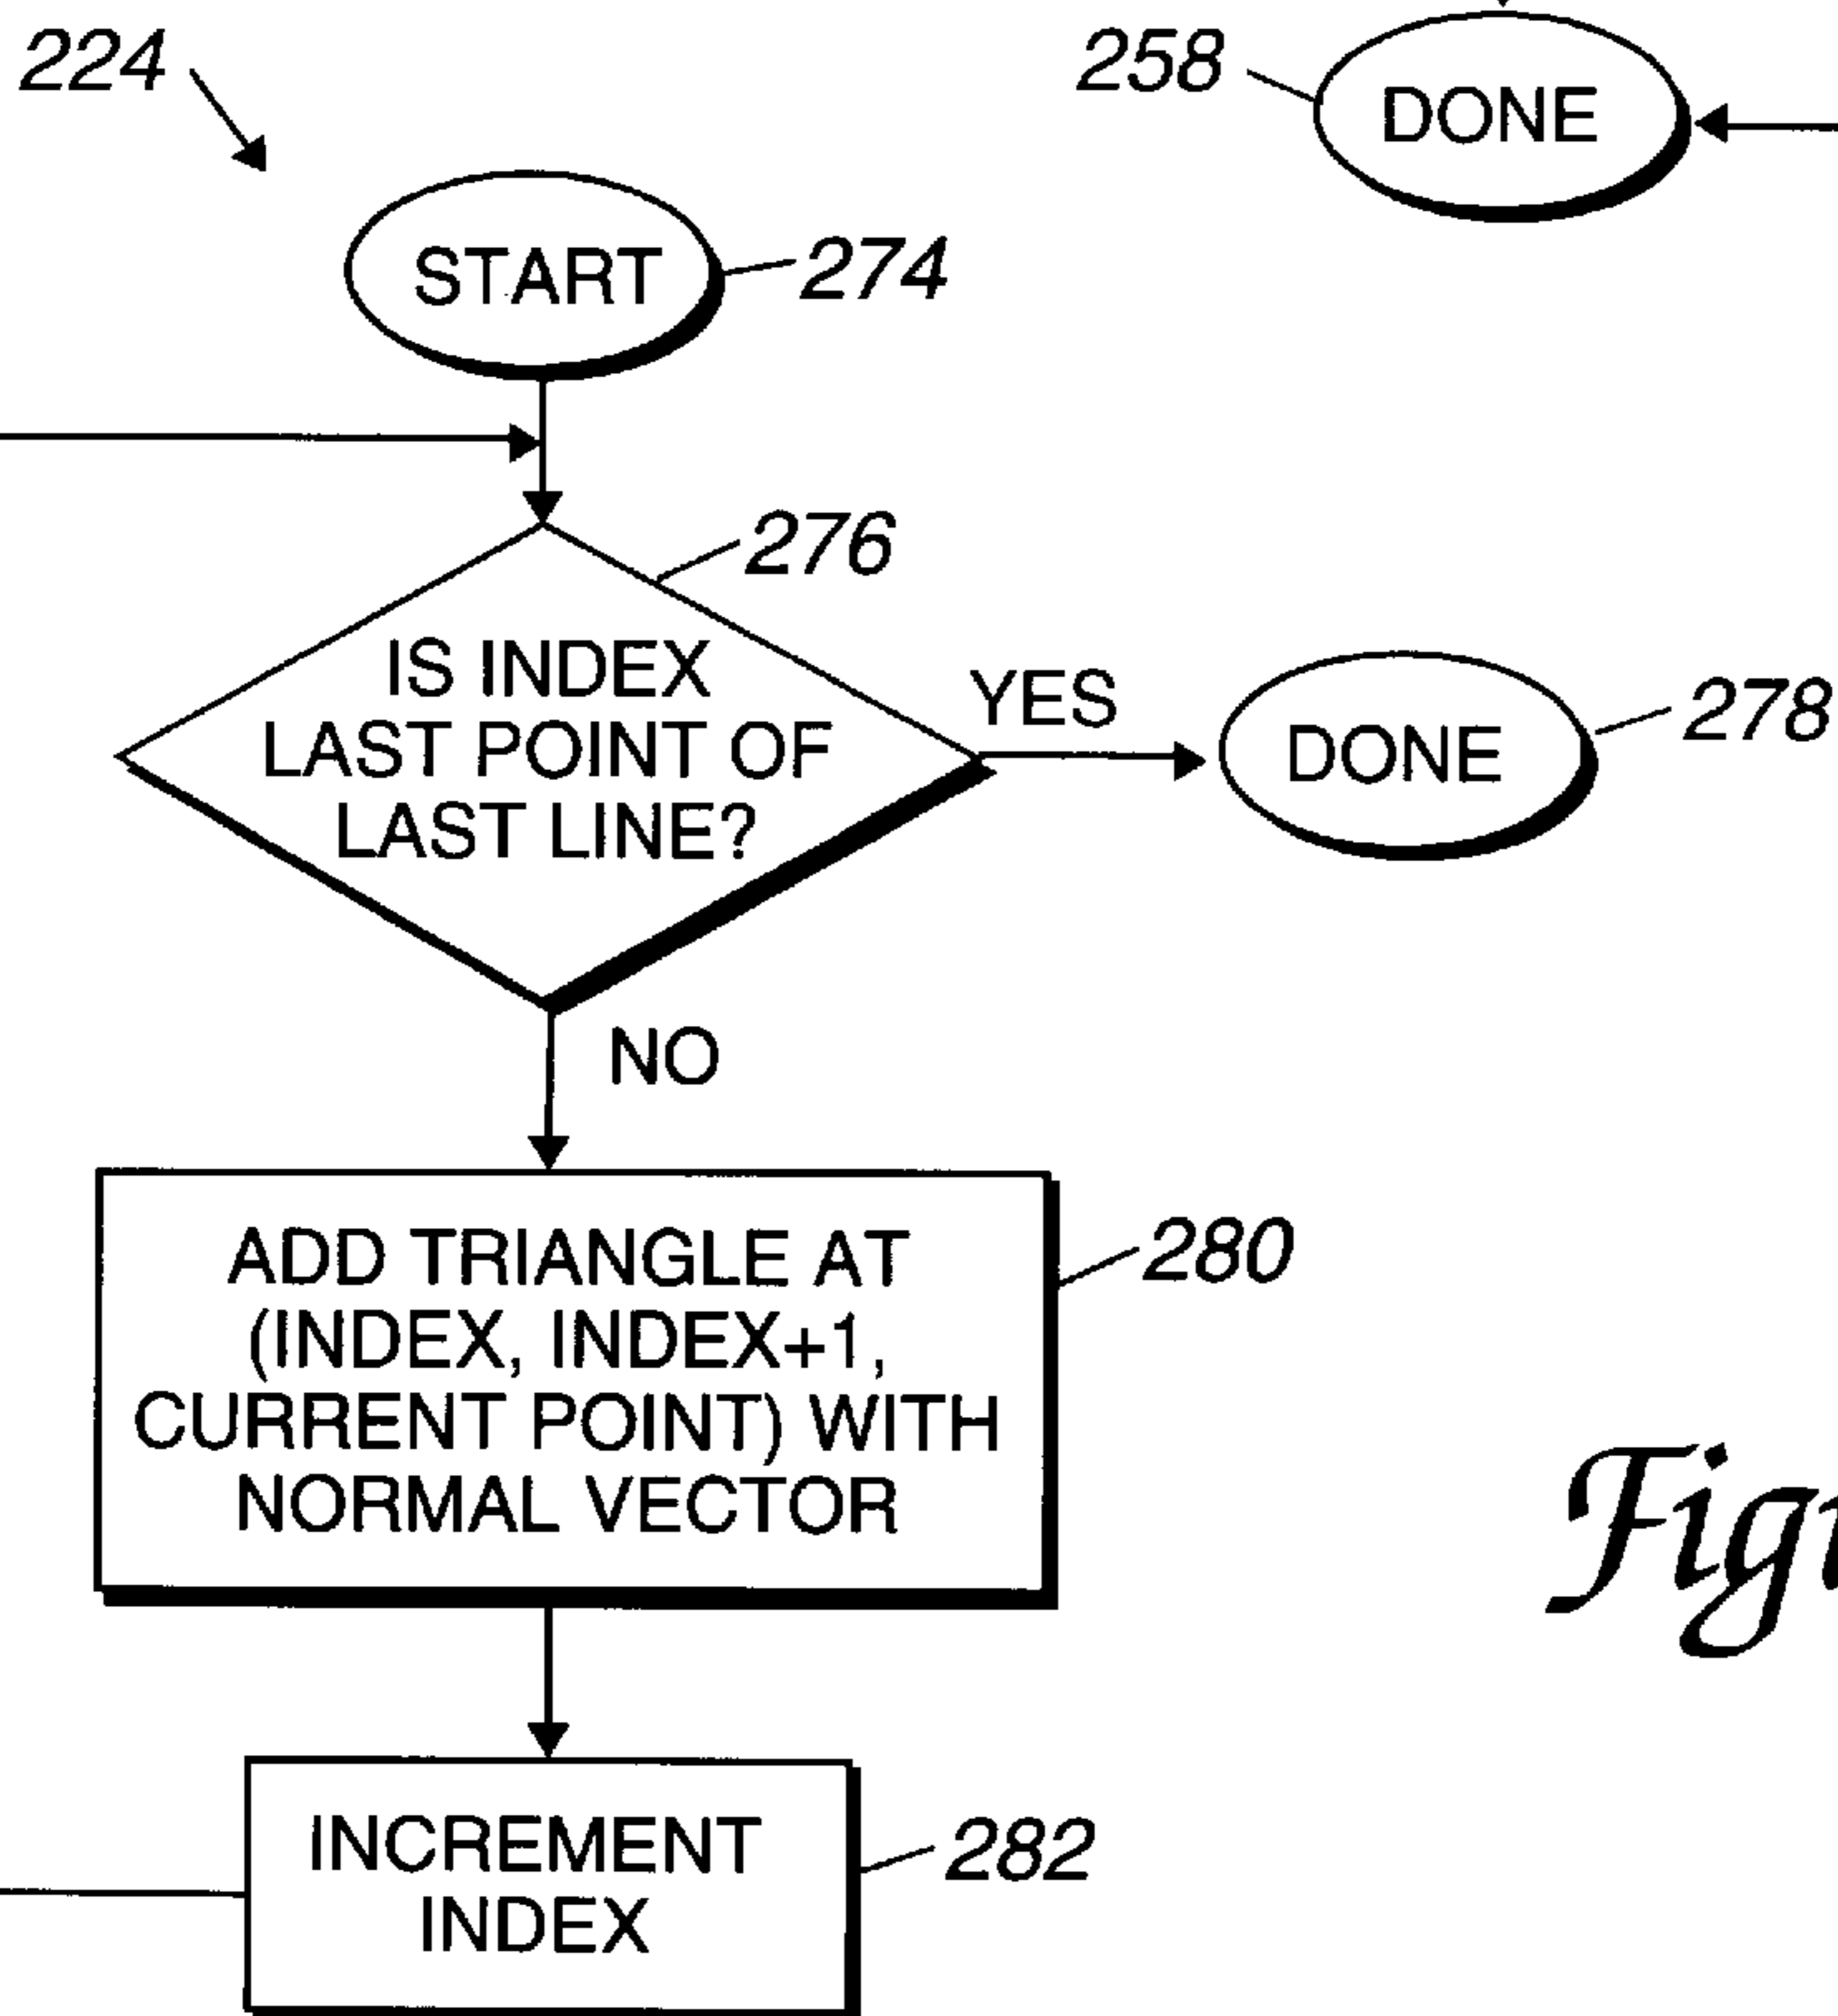 224
258
DONE
START
274
276
IS INDEX
LAST POINT OF
LAST LINE?
YES
DONE
278
NO
ADD TRIANGLE AT
(INDEX, INDEX+1,
CURRENT POINT) WITH
NORMAL VECTOR
280
INCREMENT
INDEX
282